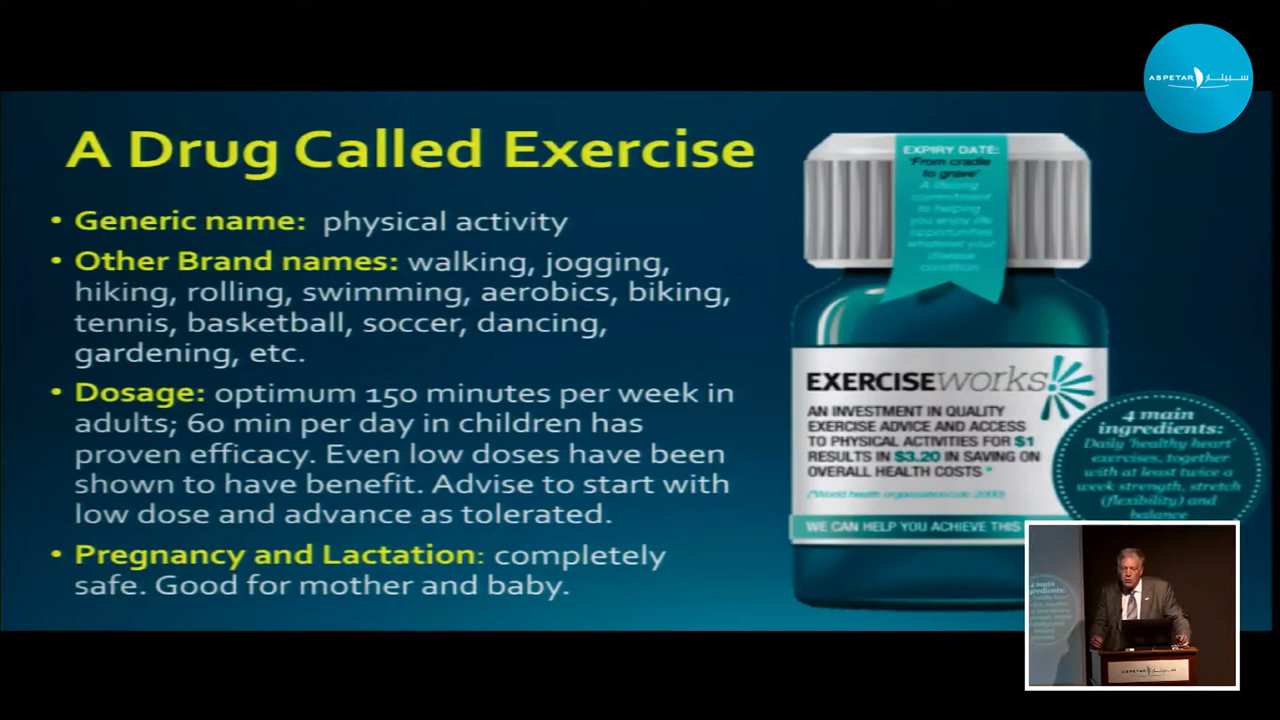 ASPETAR سبيتار
A Drug Called Exercise
• Generic name: physical activity
• Other Brand names: walking, jogging,
hiking, rolling, swimming, aerobics, biking,
tennis, basketball, soccer, dancing,
gardening, etc.
• Dosage: optimum 150 minutes per week in
adults; 60 min per day in children has
proven efficacy. Even low doses have been
shown to have benefit. Advise to start with
low dose and advance as tolerated.
• Pregnancy and Lactation: completely
safe. Good for mother and baby.
EXPIRY DATE:
'From cradle
to grave'
A lifelong
commitment
to helping
you enjoy life
opportunities
whatever your
disease
condition
EXERCISEworks!
AN INVESTMENT IN QUALITY
EXERCISE ADVICE AND ACCESS
TO PHYSICAL ACTIVITIES FOR $1
RESULTS IN $3.20 IN SAVING ON
OVERALL HEALTH COSTS *
(*World health organisation
WE CAN HELP YOU ACHIEVE THIS
4 main
ingredients:
Daily 'healthy heart'
exercises, together
with at least twice a
week strength, stretch
(flexibility) and
balance
4 main
ASPETAR سبيتار